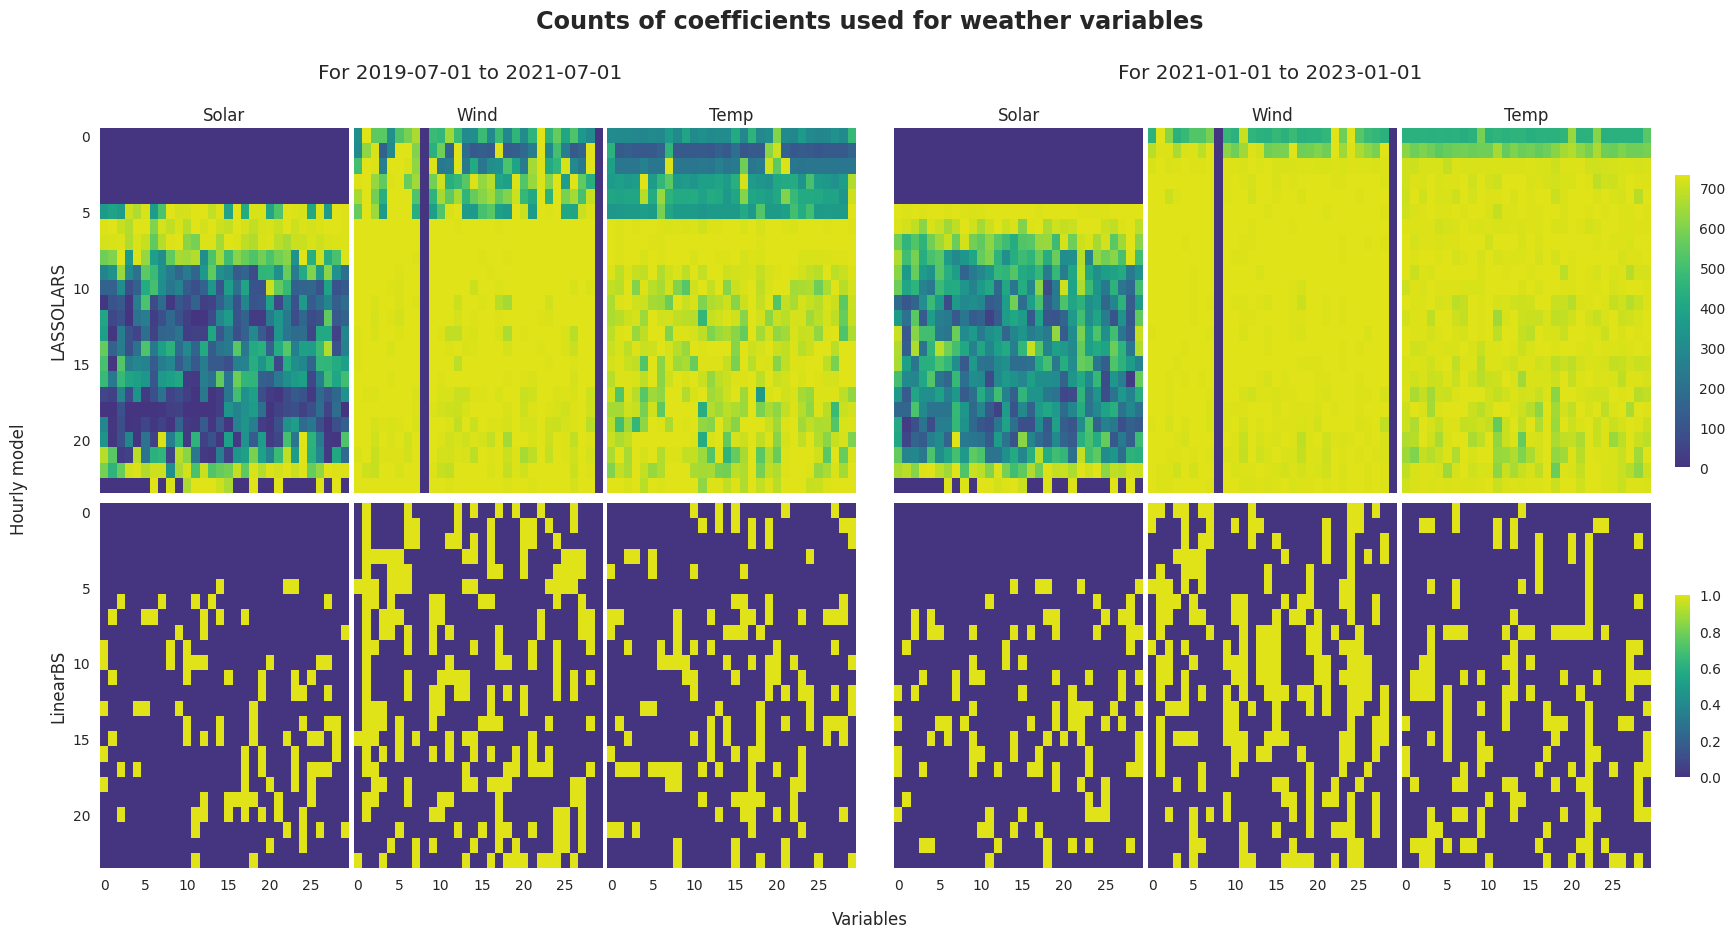 Counts of coefficients used for weather variables
For 2019-07-01 to 2021-07-01
For 2021-01-01 to 2023-01-01
Solar
Wind
Temp
Solar
Wind
Temp
Hourly model
LASSOLARS
0
5
10
15
20
700
600
500
400
300
200
100
0
LinearBS
0
5
10
15
20
1.0
0.8
0.6
0.4
0.2
0.0
0 5 10 15 20 25
0 5 10 15 20 25
0 5 10 15 20 25
0 5 10 15 20 25
0 5 10 15 20 25
0 5 10 15 20 25
Variables